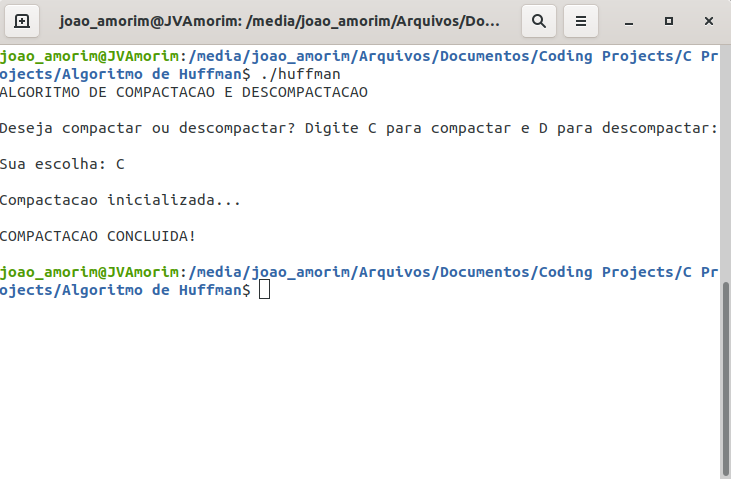 joao_amorim@JVAmorim: /media/joao_amorim/Arquivos/Do...
joao_amorim@JVAmorim:/media/joao_amorim/Arquivos/Documentos/Coding Projects/C Pr
ojects/Algoritmo de Huffman$ ./huffman
ALGORITMO DE COMPACTACAO E DESCOMPACTACAO
Deseja compactar ou descompactar? Digite C para compactar e D para descompactar:
Sua escolha: C
Compactacao inicializada...
COMPACTACAO CONCLUIDA!
joao_amorim@JVAmorim:/media/joao_amorim/Arquivos/Documentos/Coding Projects/C Pr
ojects/Algoritmo de Huffman$